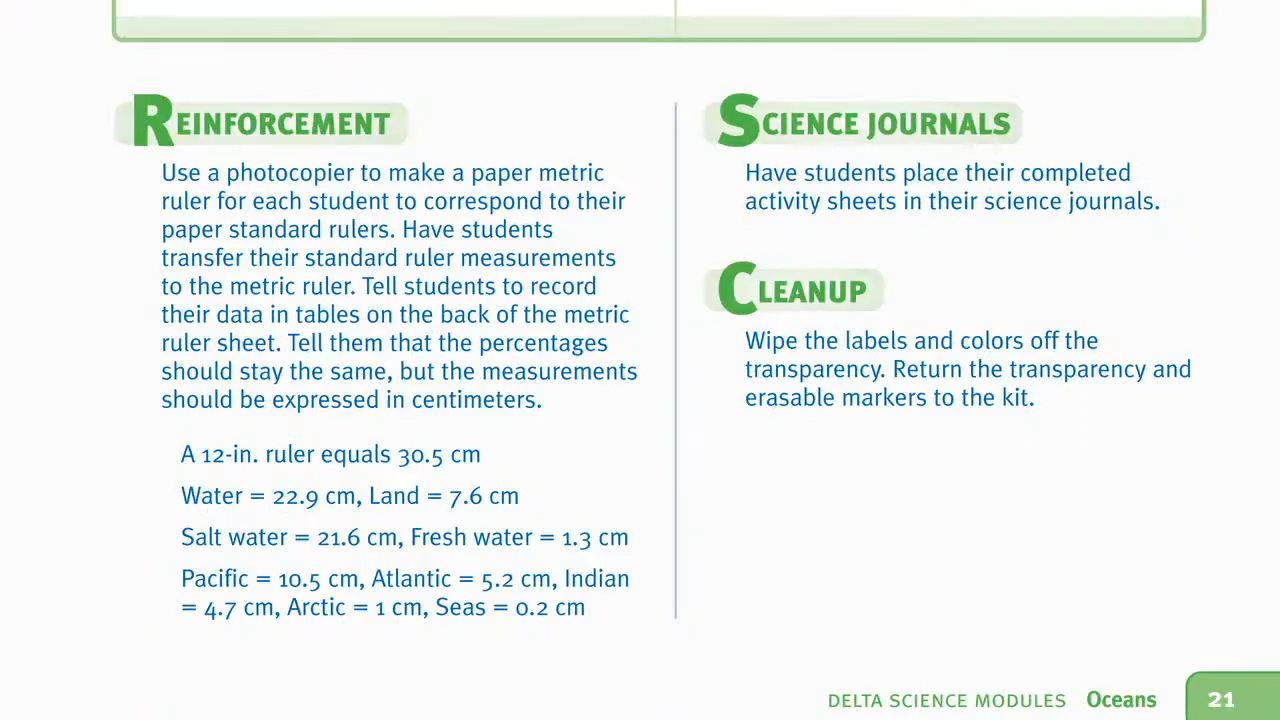 REINFORCEMENT
Use a photocopier to make a paper metric
ruler for each student to correspond to their
paper standard rulers. Have students
transfer their standard ruler measurements
to the metric ruler. Tell students to record
their data in tables on the back of the metric
ruler sheet. Tell them that the percentages
should stay the same, but the measurements
should be expressed in centimeters.
A 12-in. ruler equals 30.5 cm
Water = 22.9 cm, Land = 7.6 cm
Salt water = 21.6 cm, Fresh water = 1.3 cm
Pacific = 10.5 cm, Atlantic = 5.2 cm, Indian
= 4.7 cm, Arctic = 1 cm, Seas = 0.2 cm
SCIENCE JOURNALS
Have students place their completed
activity sheets in their science journals.
CLEANUP
Wipe the labels and colors off the
transparency. Return the transparency and
erasable markers to the kit.
DELTA SCIENCE MODULES Oceans 21